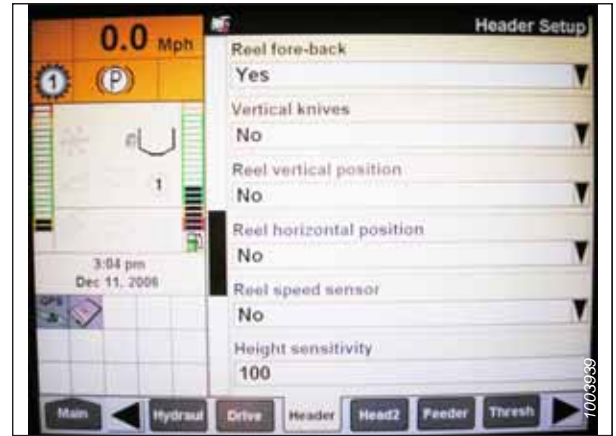 0.0 Mph
Header Setup
1
(P)
Reel fore-back
Yes
Vertical knives
No
Reel vertical position
No
1
Reel horizontal position
No
3:04 pm
Dec 11, 2006
Reel speed sensor
No
GPS
Height sensitivity
100
Main
Hydraul
Drive
Header
Head2
Feeder
Thresh
1003939